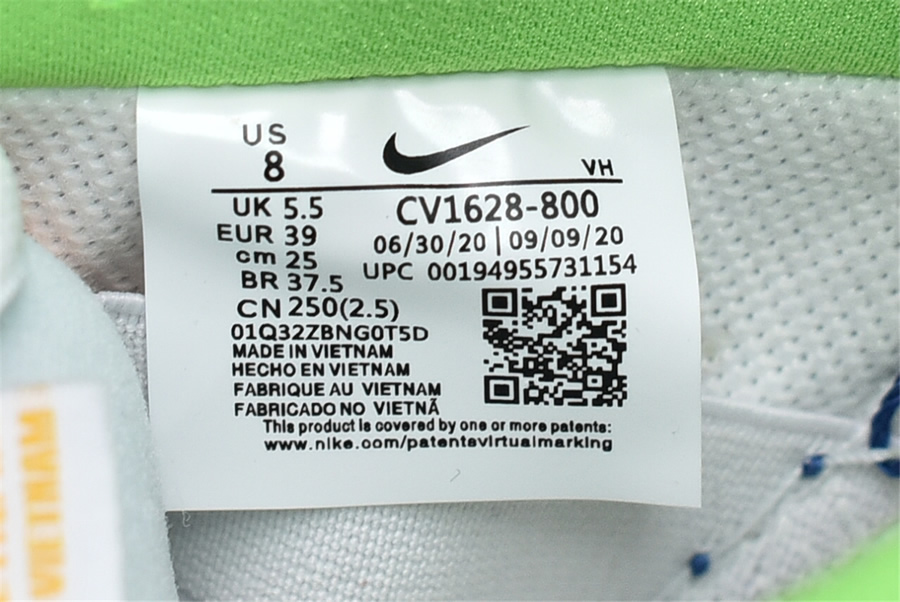 US
8
VH
UK 5.5
EUR 39
cm 25
BR 37.5
CN 250(2.5)
CV1628-800
06/30/20 | 09/09/20
UPC 00194955731154
01Q32ZBNG0T5D
MADE IN VIETNAM
HECHO EN VIETNAM
FABRIQUE AU VIETNAM
FABRICADO NO VIETNÃ
This product is covered by one or more patents:
www.nike.com/patentsvirtualmarking
VIETNAM